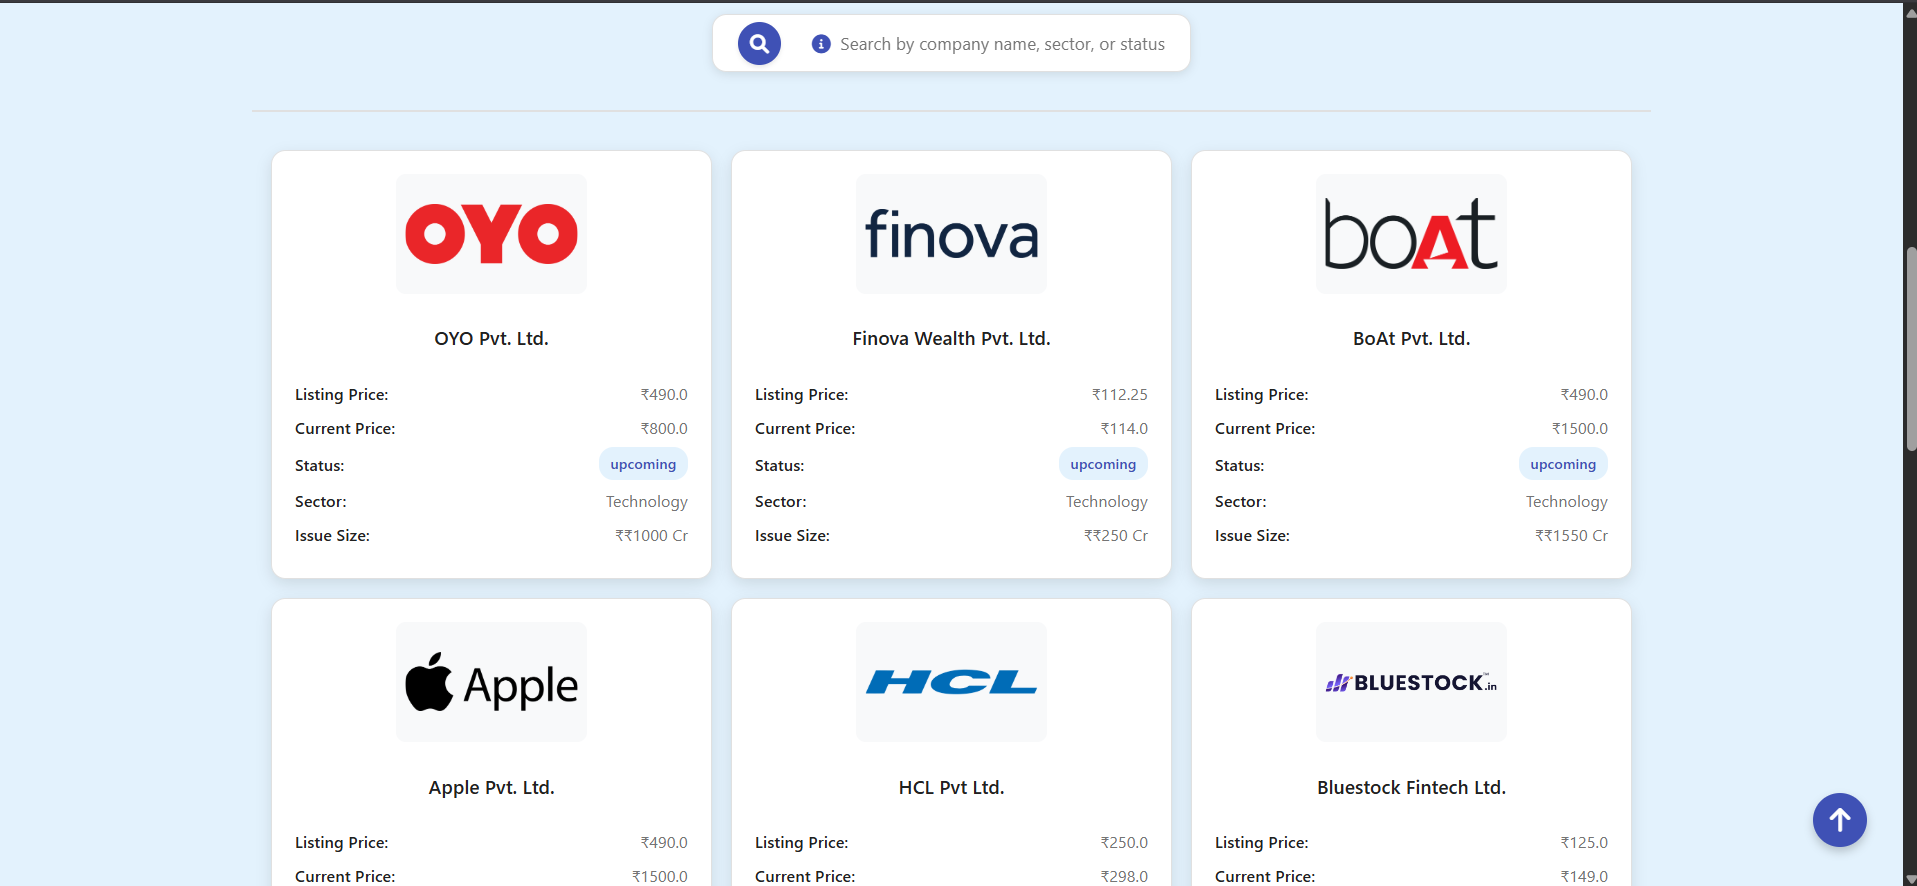 Search by company name, sector, or status
OYO
OYO Pvt. Ltd.
Listing Price: ₹490.0
Current Price: ₹800.0
Status: upcoming
Sector: Technology
Issue Size: ₹₹1000 Cr
finova
Finova Wealth Pvt. Ltd.
Listing Price: ₹112.25
Current Price: ₹114.0
Status: upcoming
Sector: Technology
Issue Size: ₹₹250 Cr
boAt
BoAt Pvt. Ltd.
Listing Price: ₹490.0
Current Price: ₹1500.0
Status: upcoming
Sector: Technology
Issue Size: ₹₹1550 Cr
Apple
Apple Pvt. Ltd.
Listing Price: ₹490.0
Current Price: ₹1500.0
HCL
HCL Pvt Ltd.
Listing Price: ₹250.0
Current Price: ₹298.0
BLUESTOCK.in™
Bluestock Fintech Ltd.
Listing Price: ₹125.0
Current Price: ₹149.0